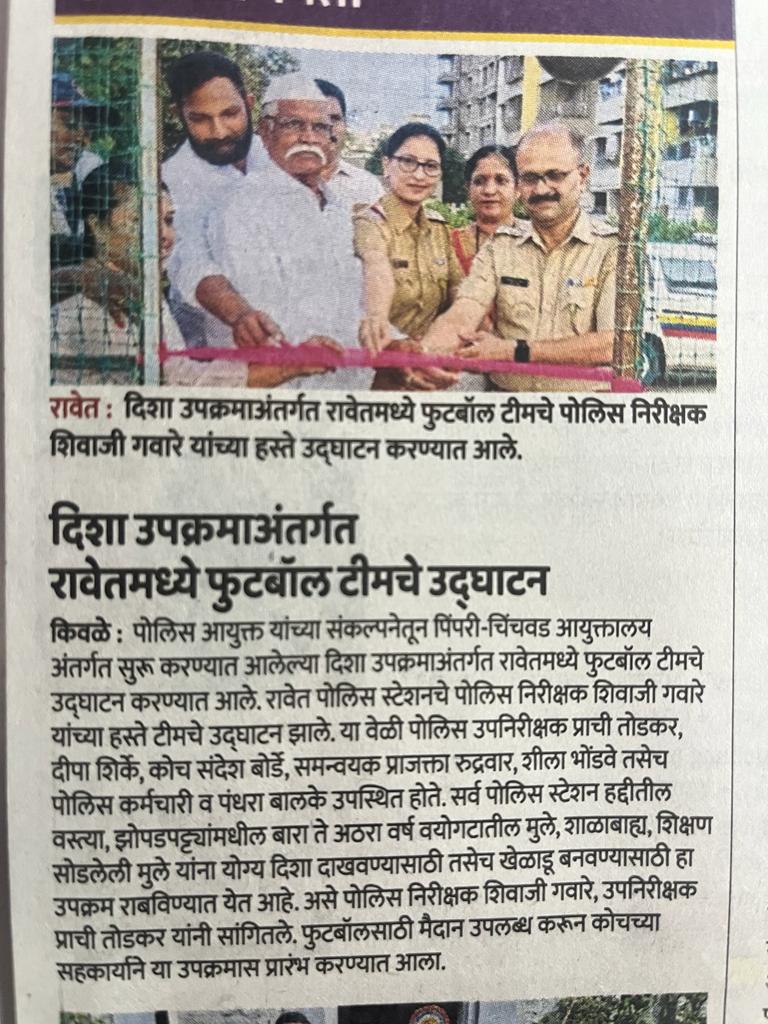 रावेत : दिशा उपक्रमाअंतर्गत रावेतमध्ये फुटबॉल टीमचे पोलिस निरीक्षक
शिवाजी गवारे यांच्या हस्ते उद्‌घाटन करण्यात आले.
दिशा उपक्रमाअंतर्गत
रावेतमध्ये फुटबॉल टीमचे उद्‌घाटन
किवळे : पोलिस आयुक्त यांच्या संकल्पनेतून पिंपरी-चिंचवड आयुक्तालय
अंतर्गत सुरू करण्यात आलेल्या दिशा उपक्रमाअंतर्गत रावेतमध्ये फुटबॉल टीमचे
उद्‌घाटन करण्यात आले. रावेत पोलिस स्टेशनचे पोलिस निरीक्षक शिवाजी गवारे
यांच्या हस्ते टीमचे उद्‌घाटन झाले. या वेळी पोलिस उपनिरीक्षक प्राची तोडकर,
दीपा शिर्के, कोच संदेश बोर्डे, समन्वयक प्राजक्ता रुद्रवार, शीला भोंडवे तसेच
पोलिस कर्मचारी व पंधरा बालके उपस्थित होते. सर्व पोलिस स्टेशन हद्दीतील
वस्त्या, झोपडपट्ट्यांमधील बारा ते अठरा वर्ष वयोगटातील मुले, शाळाबाह्य, शिक्षण
सोडलेली मुले यांना योग्य दिशा दाखवण्यासाठी तसेच खेळाडू बनवण्यासाठी हा
उपक्रम राबविण्यात येत आहे. असे पोलिस निरीक्षक शिवाजी गवारे, उपनिरीक्षक
प्राची तोडकर यांनी सांगितले. फुटबॉलसाठी मैदान उपलब्ध करून कोचच्या
सहकार्याने या उपक्रमास प्रारंभ करण्यात आला.